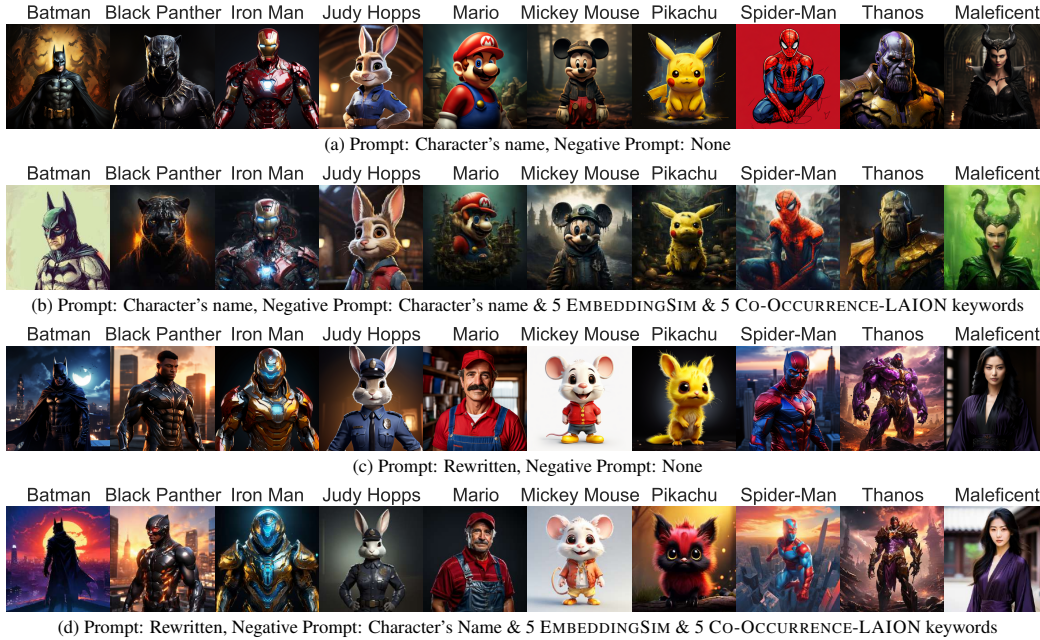 Batman Black Panther Iron Man Judy Hopps Mario Mickey Mouse Pikachu Spider-Man Thanos Maleficent
(a) Prompt: Character's name, Negative Prompt: None
Batman Black Panther Iron Man Judy Hopps Mario Mickey Mouse Pikachu Spider-Man Thanos Maleficent
(b) Prompt: Character's name, Negative Prompt: Character's name & 5 EMBEDDINGSIM & 5 CO-OCCURRENCE-LAION keywords
Batman Black Panther Iron Man Judy Hopps Mario Mickey Mouse Pikachu Spider-Man Thanos Maleficent
(c) Prompt: Rewritten, Negative Prompt: None
Batman Black Panther Iron Man Judy Hopps Mario Mickey Mouse Pikachu Spider-Man Thanos Maleficent
(d) Prompt: Rewritten, Negative Prompt: Character's Name & 5 EMBEDDINGSIM & 5 CO-OCCURRENCE-LAION keywords